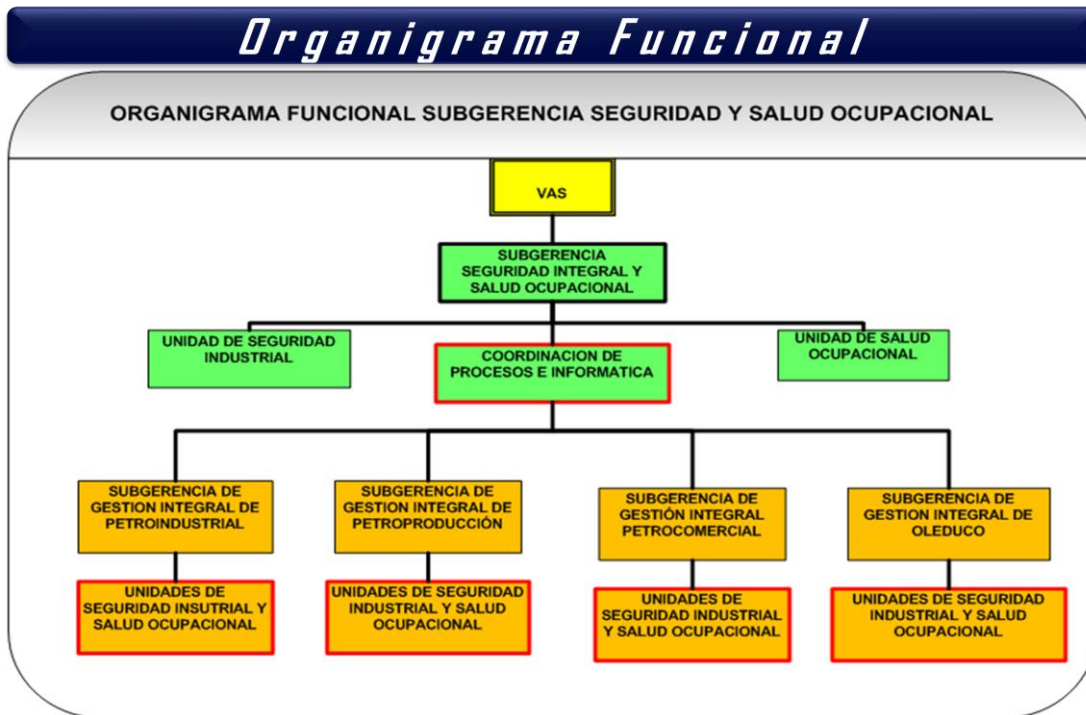 Organigrama Funcional
ORGANIGRAMA FUNCIONAL SUBGERENCIA SEGURIDAD Y SALUD OCUPACIONAL
VAS
SUBGERENCIA
SEGURIDAD INTEGRAL Y
SALUD OCUPACIONAL
UNIDAD DE SEGURIDAD
INDUSTRIAL
COORDINACION DE
PROCESOS E INFORMATICA
UNIDAD DE SALUD
OCUPACIONAL
SUBGERENCIA DE
GESTION INTEGRAL DE
PETROINDUSTRIAL
SUBGERENCIA DE
GESTION INTEGRAL DE
PETROPRODUCCIÓN
SUBGERENCIA DE
GESTIÓN INTEGRAL
PETROCOMERCIAL
SUBGERENCIA DE
GESTION INTEGRAL DE
OLEDUCO
UNIDADES DE
SEGURIDAD INSUTRIAL Y
SALUD OCUPACIONAL
UNIDADES DE SEGURIDAD
INDUSTRIAL Y SALUD
OCUPACIONAL
UNIDADES DE
SEGURIDAD INDUSTRIAL
Y SALUD OCUPACIONAL
UNIDADES DE SEGURIDAD
INDUSTRIAL Y SALUD
OCUPACIONAL